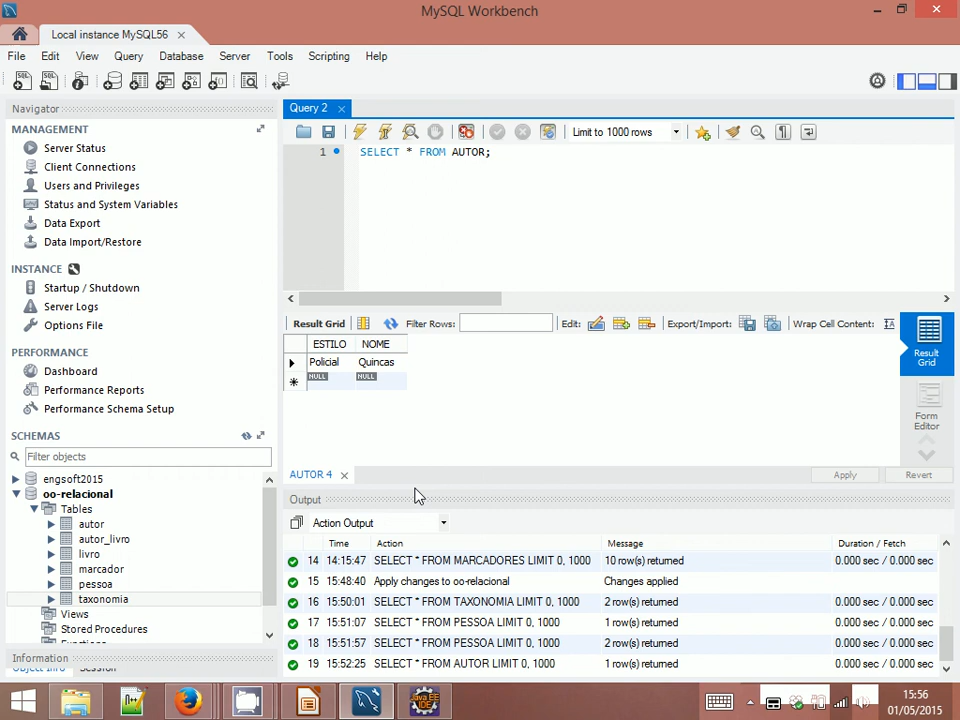 MySQL Workbench
Local instance MySQL56
File Edit View Query Database Server Tools Scripting Help
Navigator
MANAGEMENT
Server Status
Client Connections
Users and Privileges
Status and System Variables
Data Export
Data Import/Restore
INSTANCE
Startup / Shutdown
Server Logs
Options File
PERFORMANCE
Dashboard
Performance Reports
Performance Schema Setup
SCHEMAS
Filter objects
engsoft2015
oo-relacional
Tables
autor
autor_livro
livro
marcador
pessoa
taxonomia
Views
Stored Procedures
Functions
Information
Object Info Session
Query 2
Limit to 1000 rows
1 SELECT * FROM AUTOR;
Result Grid Filter Rows: Edit: Export/Import: Wrap Cell Content:
ESTILO NOME
Policial Quincas
NULL NULL
Result Grid
Form Editor
AUTOR 4
Apply Revert
Output
Action Output
Time Action Message Duration / Fetch
14 14:15:47 SELECT * FROM MARCADORES LIMIT 0, 1000 10 row(s) returned 0.000 sec / 0.000 sec
15 15:48:40 Apply changes to oo-relacional Changes applied
16 15:50:01 SELECT * FROM TAXONOMIA LIMIT 0, 1000 2 row(s) returned 0.000 sec / 0.000 sec
17 15:51:07 SELECT * FROM PESSOA LIMIT 0, 1000 1 row(s) returned 0.000 sec / 0.000 sec
18 15:51:57 SELECT * FROM PESSOA LIMIT 0, 1000 2 row(s) returned 0.000 sec / 0.000 sec
19 15:52:25 SELECT * FROM AUTOR LIMIT 0, 1000 1 row(s) returned 0.000 sec / 0.000 sec
Java EE
IDE
15:56
01/05/2015